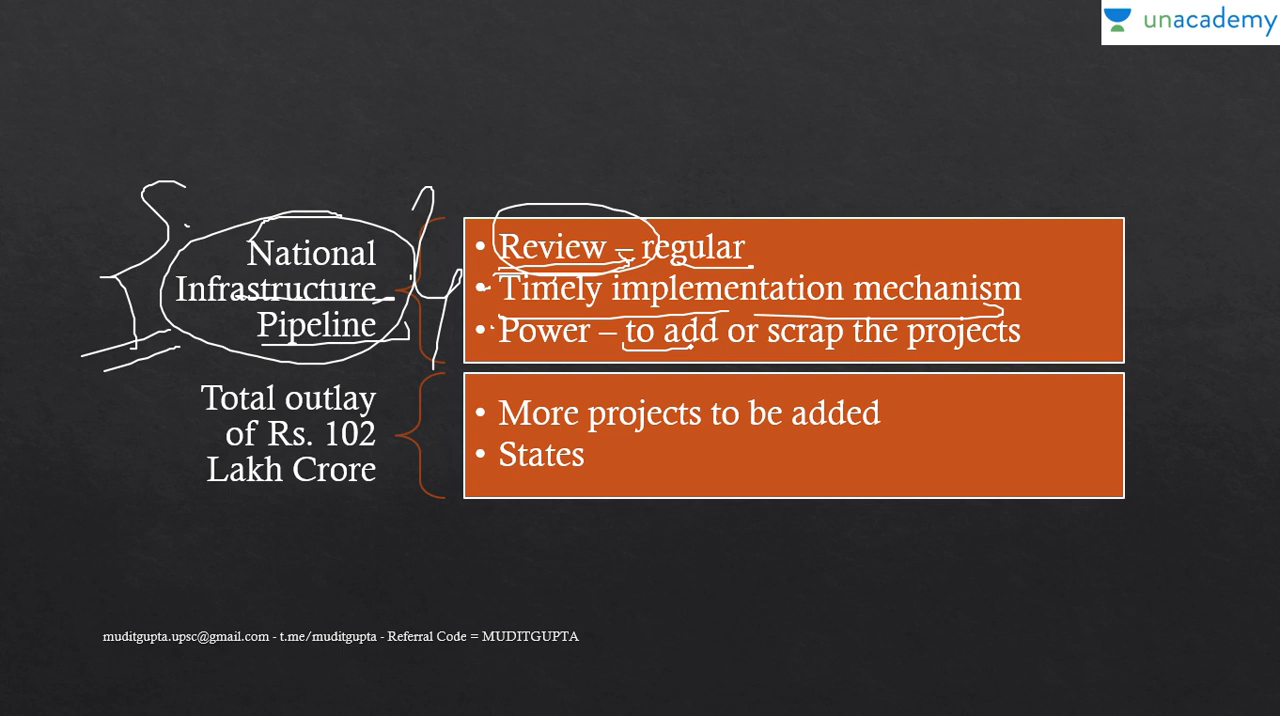 unacademy
National
Infrastructure
Pipeline
• Review – regular
• Timely implementation mechanism
• Power – to add or scrap the projects
Total outlay
of Rs. 102
Lakh Crore
• More projects to be added
• States
muditgupta.upsc@gmail.com - t.me/muditgupta - Referral Code = MUDITGUPTA